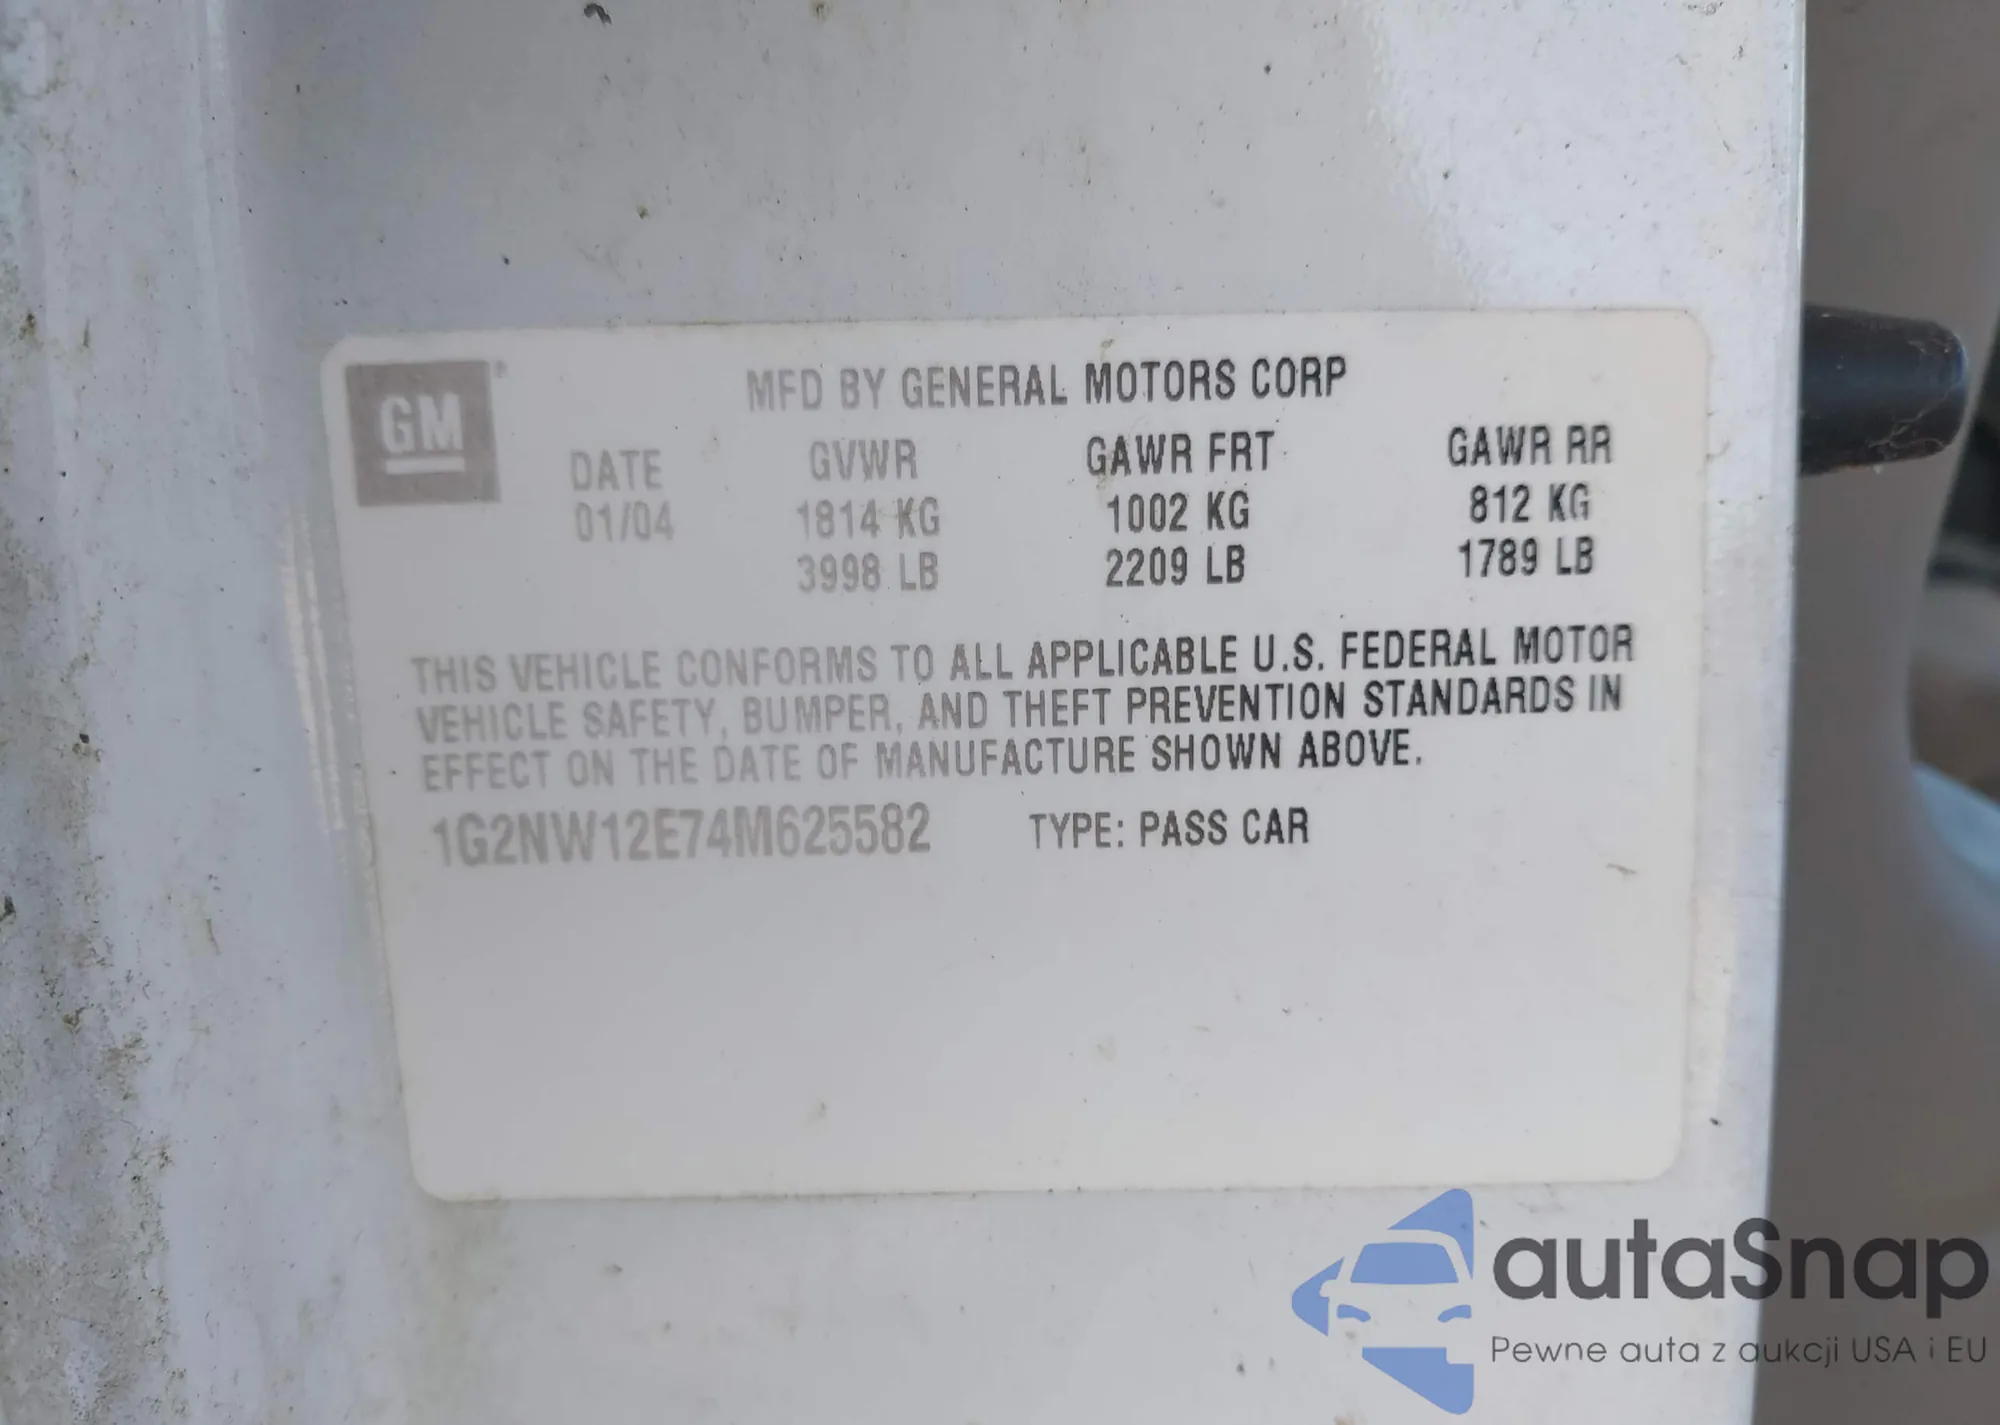 GM
MFD BY GENERAL MOTORS CORP
DATE GVWR GAWR FRT GAWR RR
01/04 1814 KG 1002 KG 812 KG
3998 LB 2209 LB 1789 LB
THIS VEHICLE CONFORMS TO ALL APPLICABLE U.S. FEDERAL MOTOR
VEHICLE SAFETY, BUMPER, AND THEFT PREVENTION STANDARDS IN
EFFECT ON THE DATE OF MANUFACTURE SHOWN ABOVE.
1G2NW12E74M625582 TYPE: PASS CAR
autaSnap
Pewne auta z aukcji USA i EU